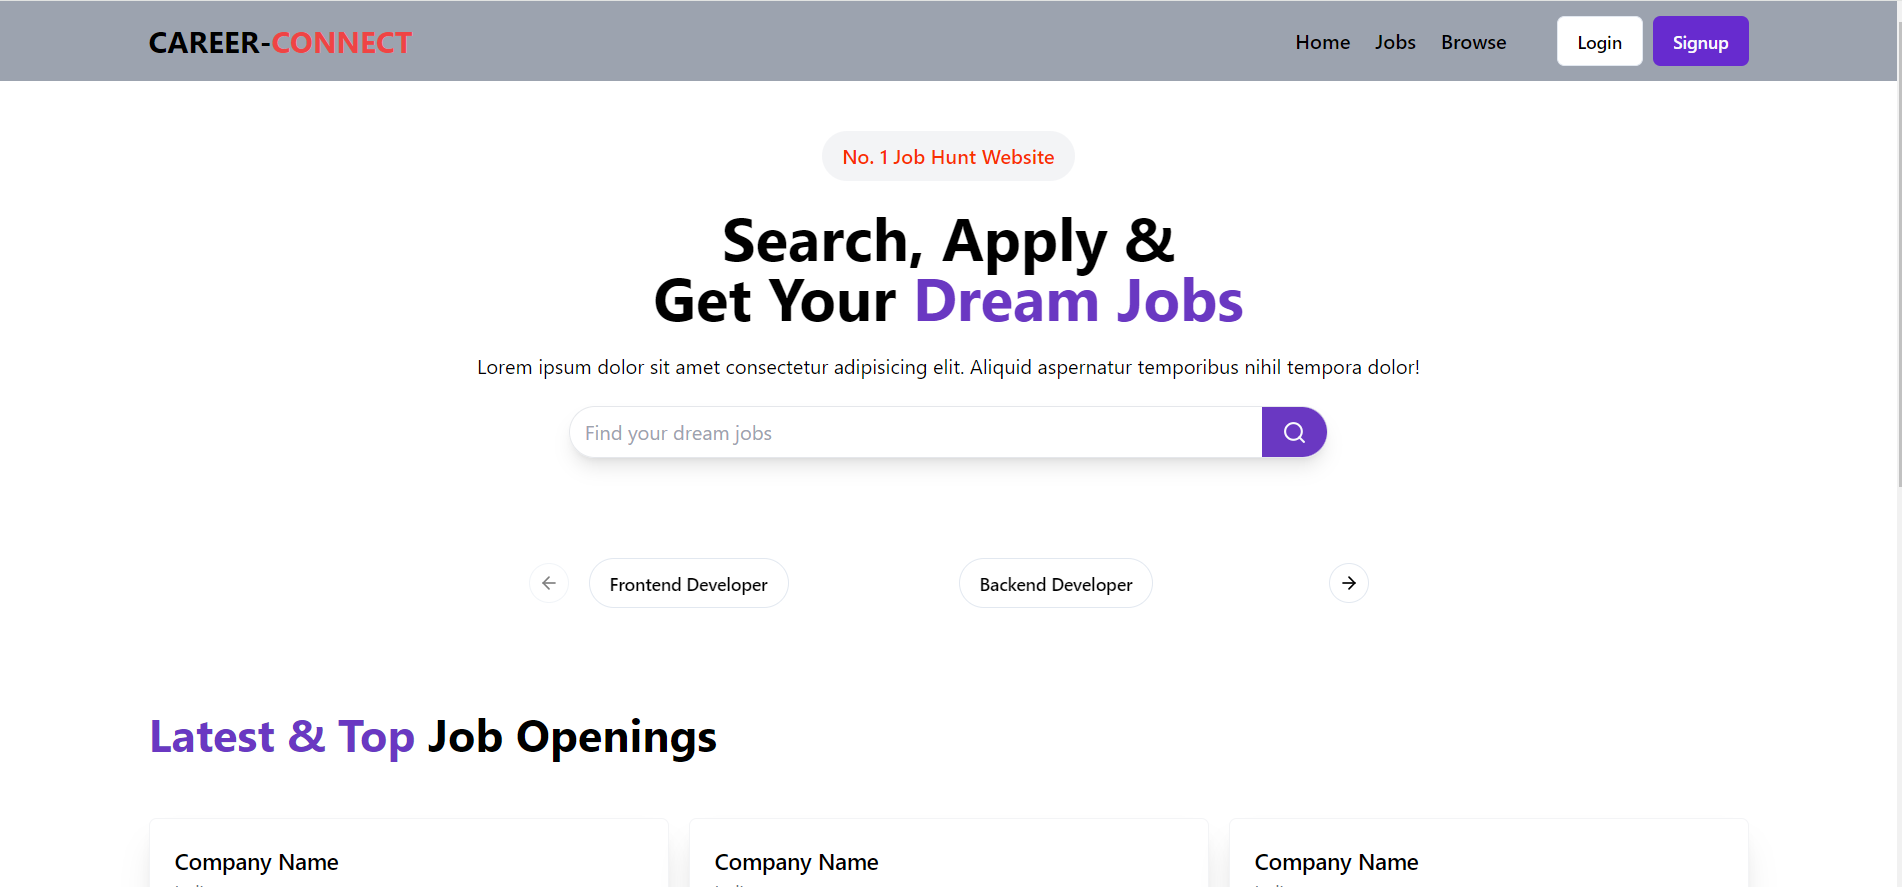 CAREER-CONNECT
Home Jobs Browse Login Signup
No. 1 Job Hunt Website
Search, Apply &
Get Your Dream Jobs
Lorem ipsum dolor sit amet consectetur adipisicing elit. Aliquid aspernatur temporibus nihil tempora dolor!
Find your dream jobs
Frontend Developer Backend Developer
Latest & Top Job Openings
Company Name Company Name Company Name